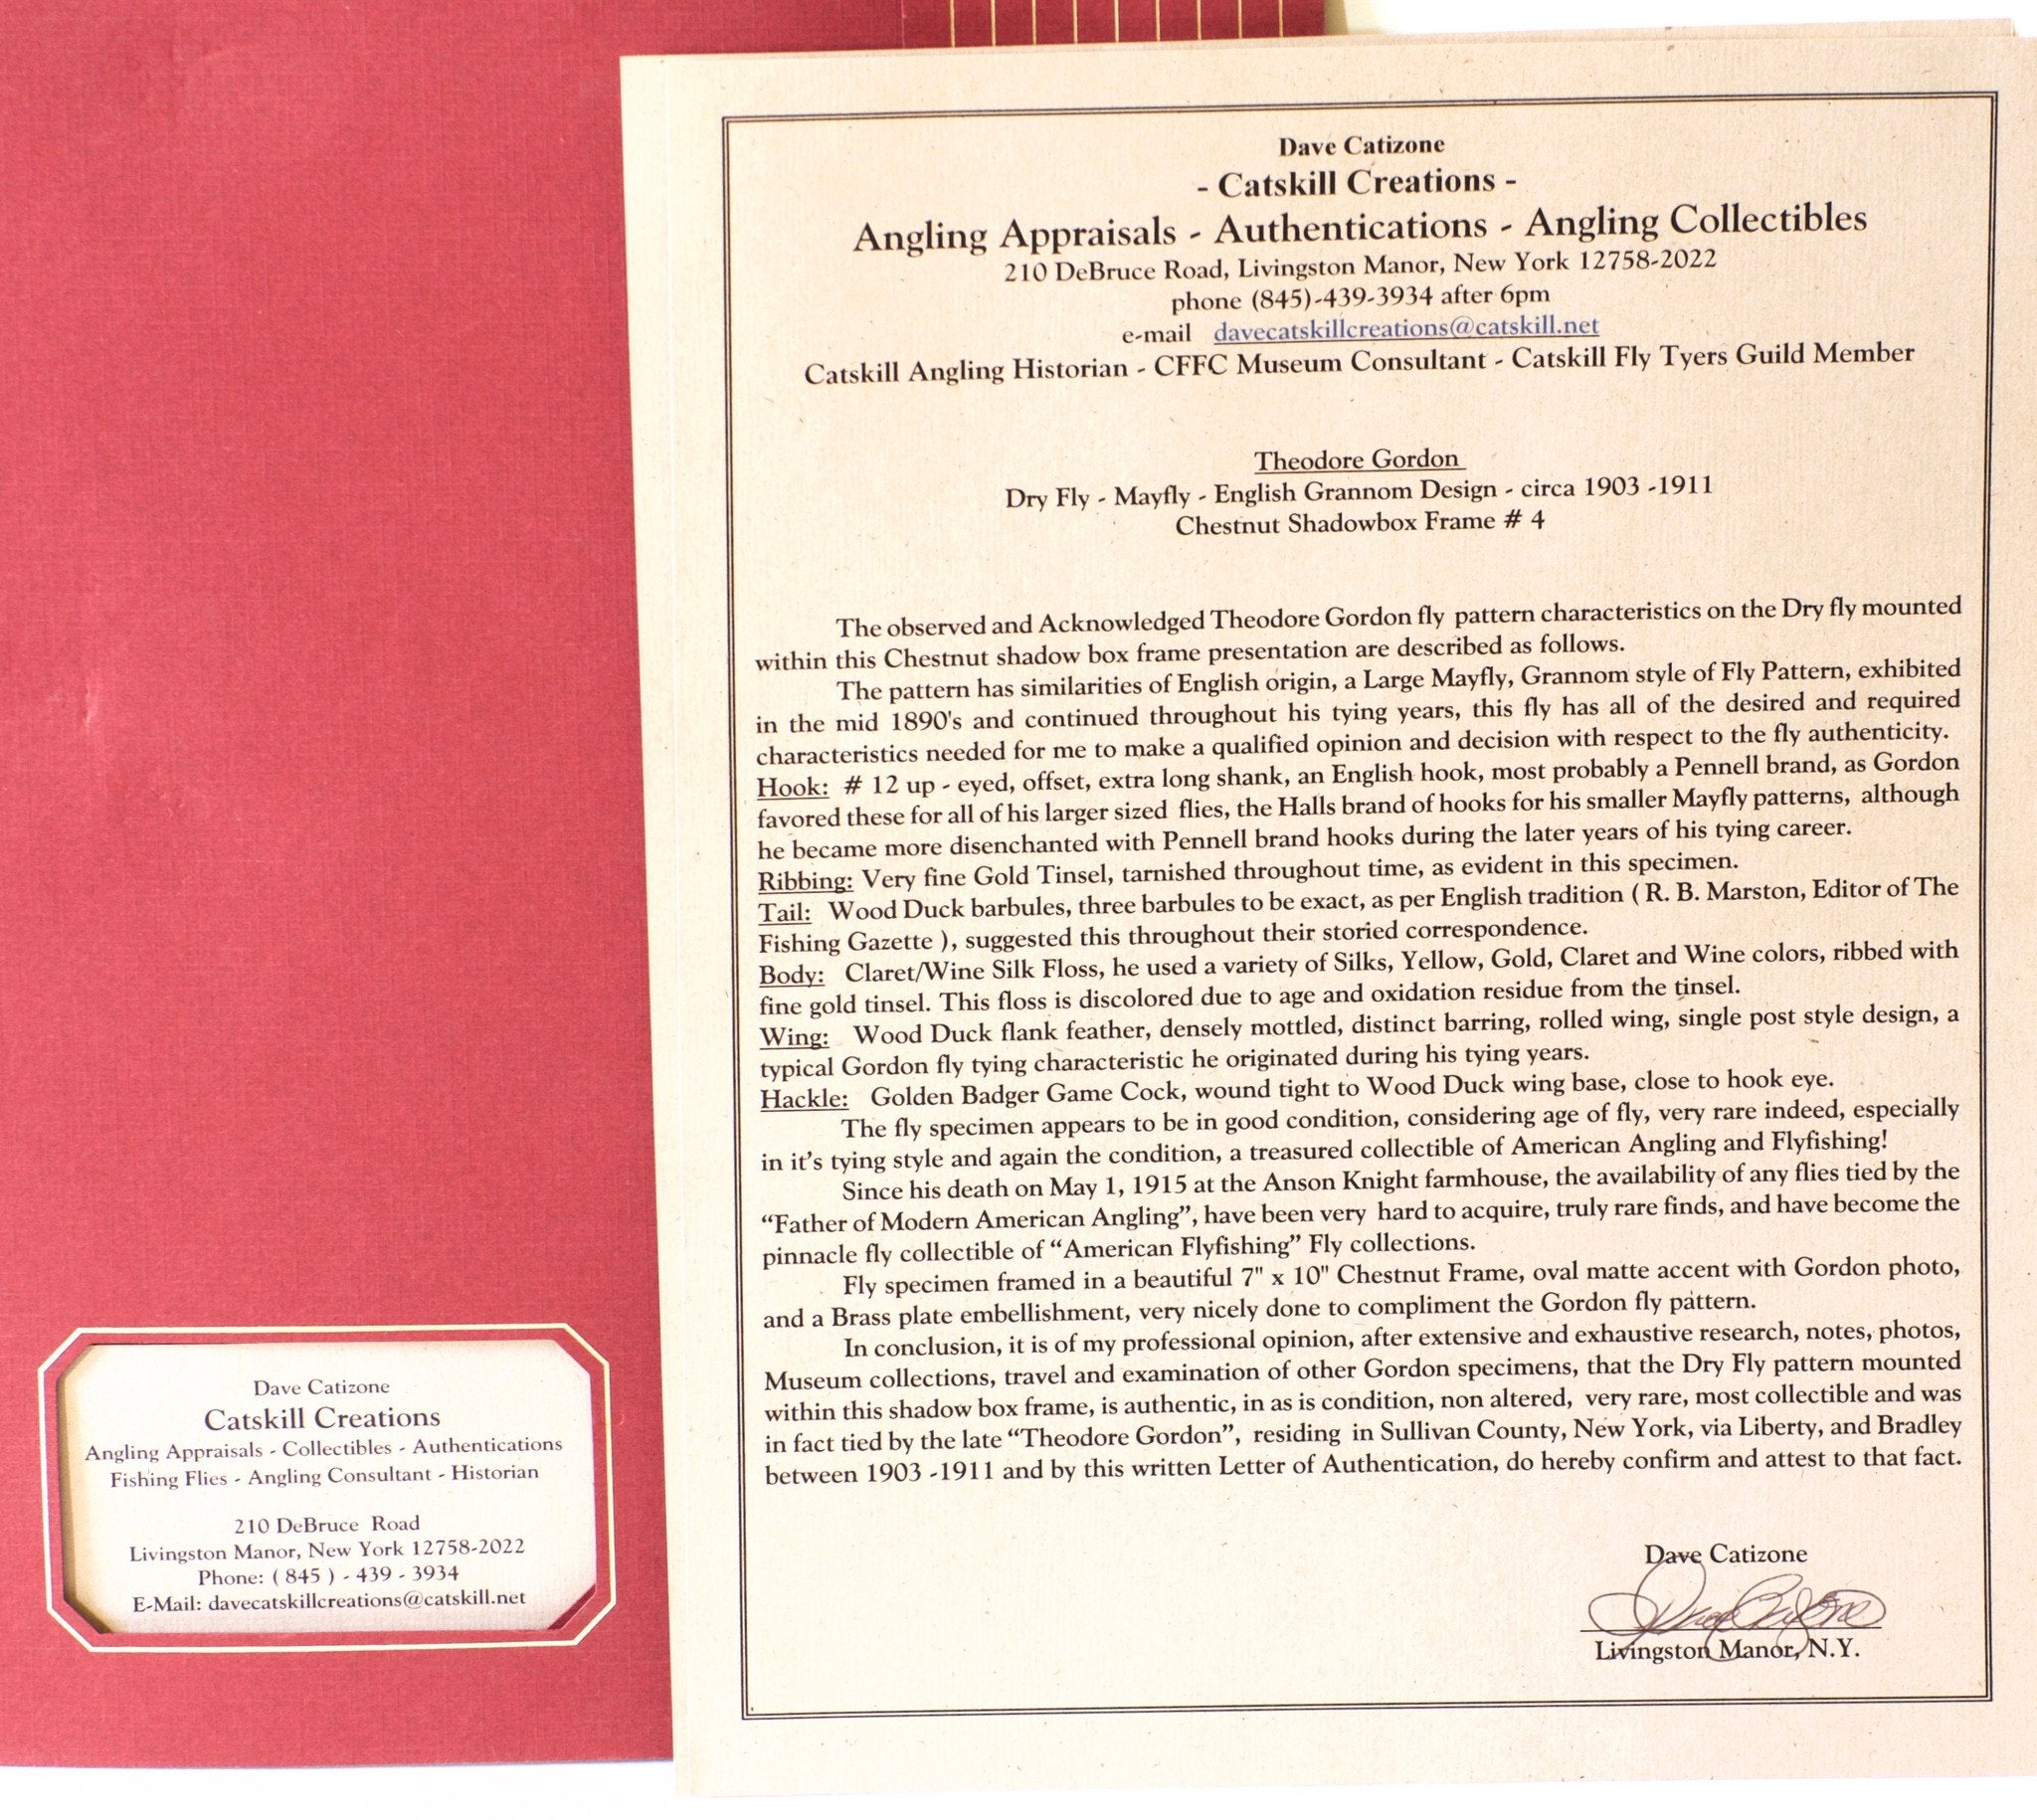 Dave Catizone
- Catskill Creations -
Angling Appraisals - Authentications - Angling Collectibles
210 DeBruce Road, Livingston Manor, New York 12758-2022
phone (845)-439-3934 after 6pm
e-mail davecatskillcreations@catskill.net
Catskill Angling Historian - CFFC Museum Consultant - Catskill Fly Tyers Guild Member
Theodore Gordon
Dry Fly - Mayfly - English Grannom Design - circa 1903 -1911
Chestnut Shadowbox Frame # 4
The observed and Acknowledged Theodore Gordon fly pattern characteristics on the Dry fly mounted
within this Chestnut shadow box frame presentation are described as follows.
The pattern has similarities of English origin, a Large Mayfly, Grannom style of Fly Pattern, exhibited
in the mid 1890's and continued throughout his tying years, this fly has all of the desired and required
characteristics needed for me to make a qualified opinion and decision with respect to the fly authenticity.
Hook: # 12 up - eyed, offset, extra long shank, an English hook, most probably a Pennell brand, as Gordon
favored these for all of his larger sized flies, the Halls brand of hooks for his smaller Mayfly patterns, although
he became more disenchanted with Pennell brand hooks during the later years of his tying career.
Ribbing: Very fine Gold Tinsel, tarnished throughout time, as evident in this specimen.
Tail: Wood Duck barbules, three barbules to be exact, as per English tradition ( R. B. Marston, Editor of The
Fishing Gazette ), suggested this throughout their storied correspondence.
Body: Claret/Wine Silk Floss, he used a variety of Silks, Yellow, Gold, Claret and Wine colors, ribbed with
fine gold tinsel. This floss is discolored due to age and oxidation residue from the tinsel.
Wing: Wood Duck flank feather, densely mottled, distinct barring, rolled wing, single post style design, a
typical Gordon fly tying characteristic he originated during his tying years.
Hackle: Golden Badger Game Cock, wound tight to Wood Duck wing base, close to hook eye.
The fly specimen appears to be in good condition, considering age of fly, very rare indeed, especially
in it's tying style and again the condition, a treasured collectible of American Angling and Flyfishing!
Since his death on May 1, 1915 at the Anson Knight farmhouse, the availability of any flies tied by the
“Father of Modern American Angling”, have been very hard to acquire, truly rare finds, and have become the
pinnacle fly collectible of “American Flyfishing” Fly collections.
Fly specimen framed in a beautiful 7" x 10" Chestnut Frame, oval matte accent with Gordon photo,
and a Brass plate embellishment, very nicely done to compliment the Gordon fly pattern.
In conclusion, it is of my professional opinion, after extensive and exhaustive research, notes, photos,
Museum collections, travel and examination of other Gordon specimens, that the Dry Fly pattern mounted
within this shadow box frame, is authentic, in as is condition, non altered, very rare, most collectible and was
in fact tied by the late “Theodore Gordon”, residing in Sullivan County, New York, via Liberty, and Bradley
between 1903 -1911 and by this written Letter of Authentication, do hereby confirm and attest to that fact.
Dave Catizone
Dave Catizone
Livingston Manor, N.Y.
Dave Catizone
Catskill Creations
Angling Appraisals - Collectibles - Authentications
Fishing Flies - Angling Consultant - Historian
210 DeBruce Road
Livingston Manor, New York 12758-2022
Phone: ( 845 ) - 439 - 3934
E-Mail: davecatskillcreations@catskill.net